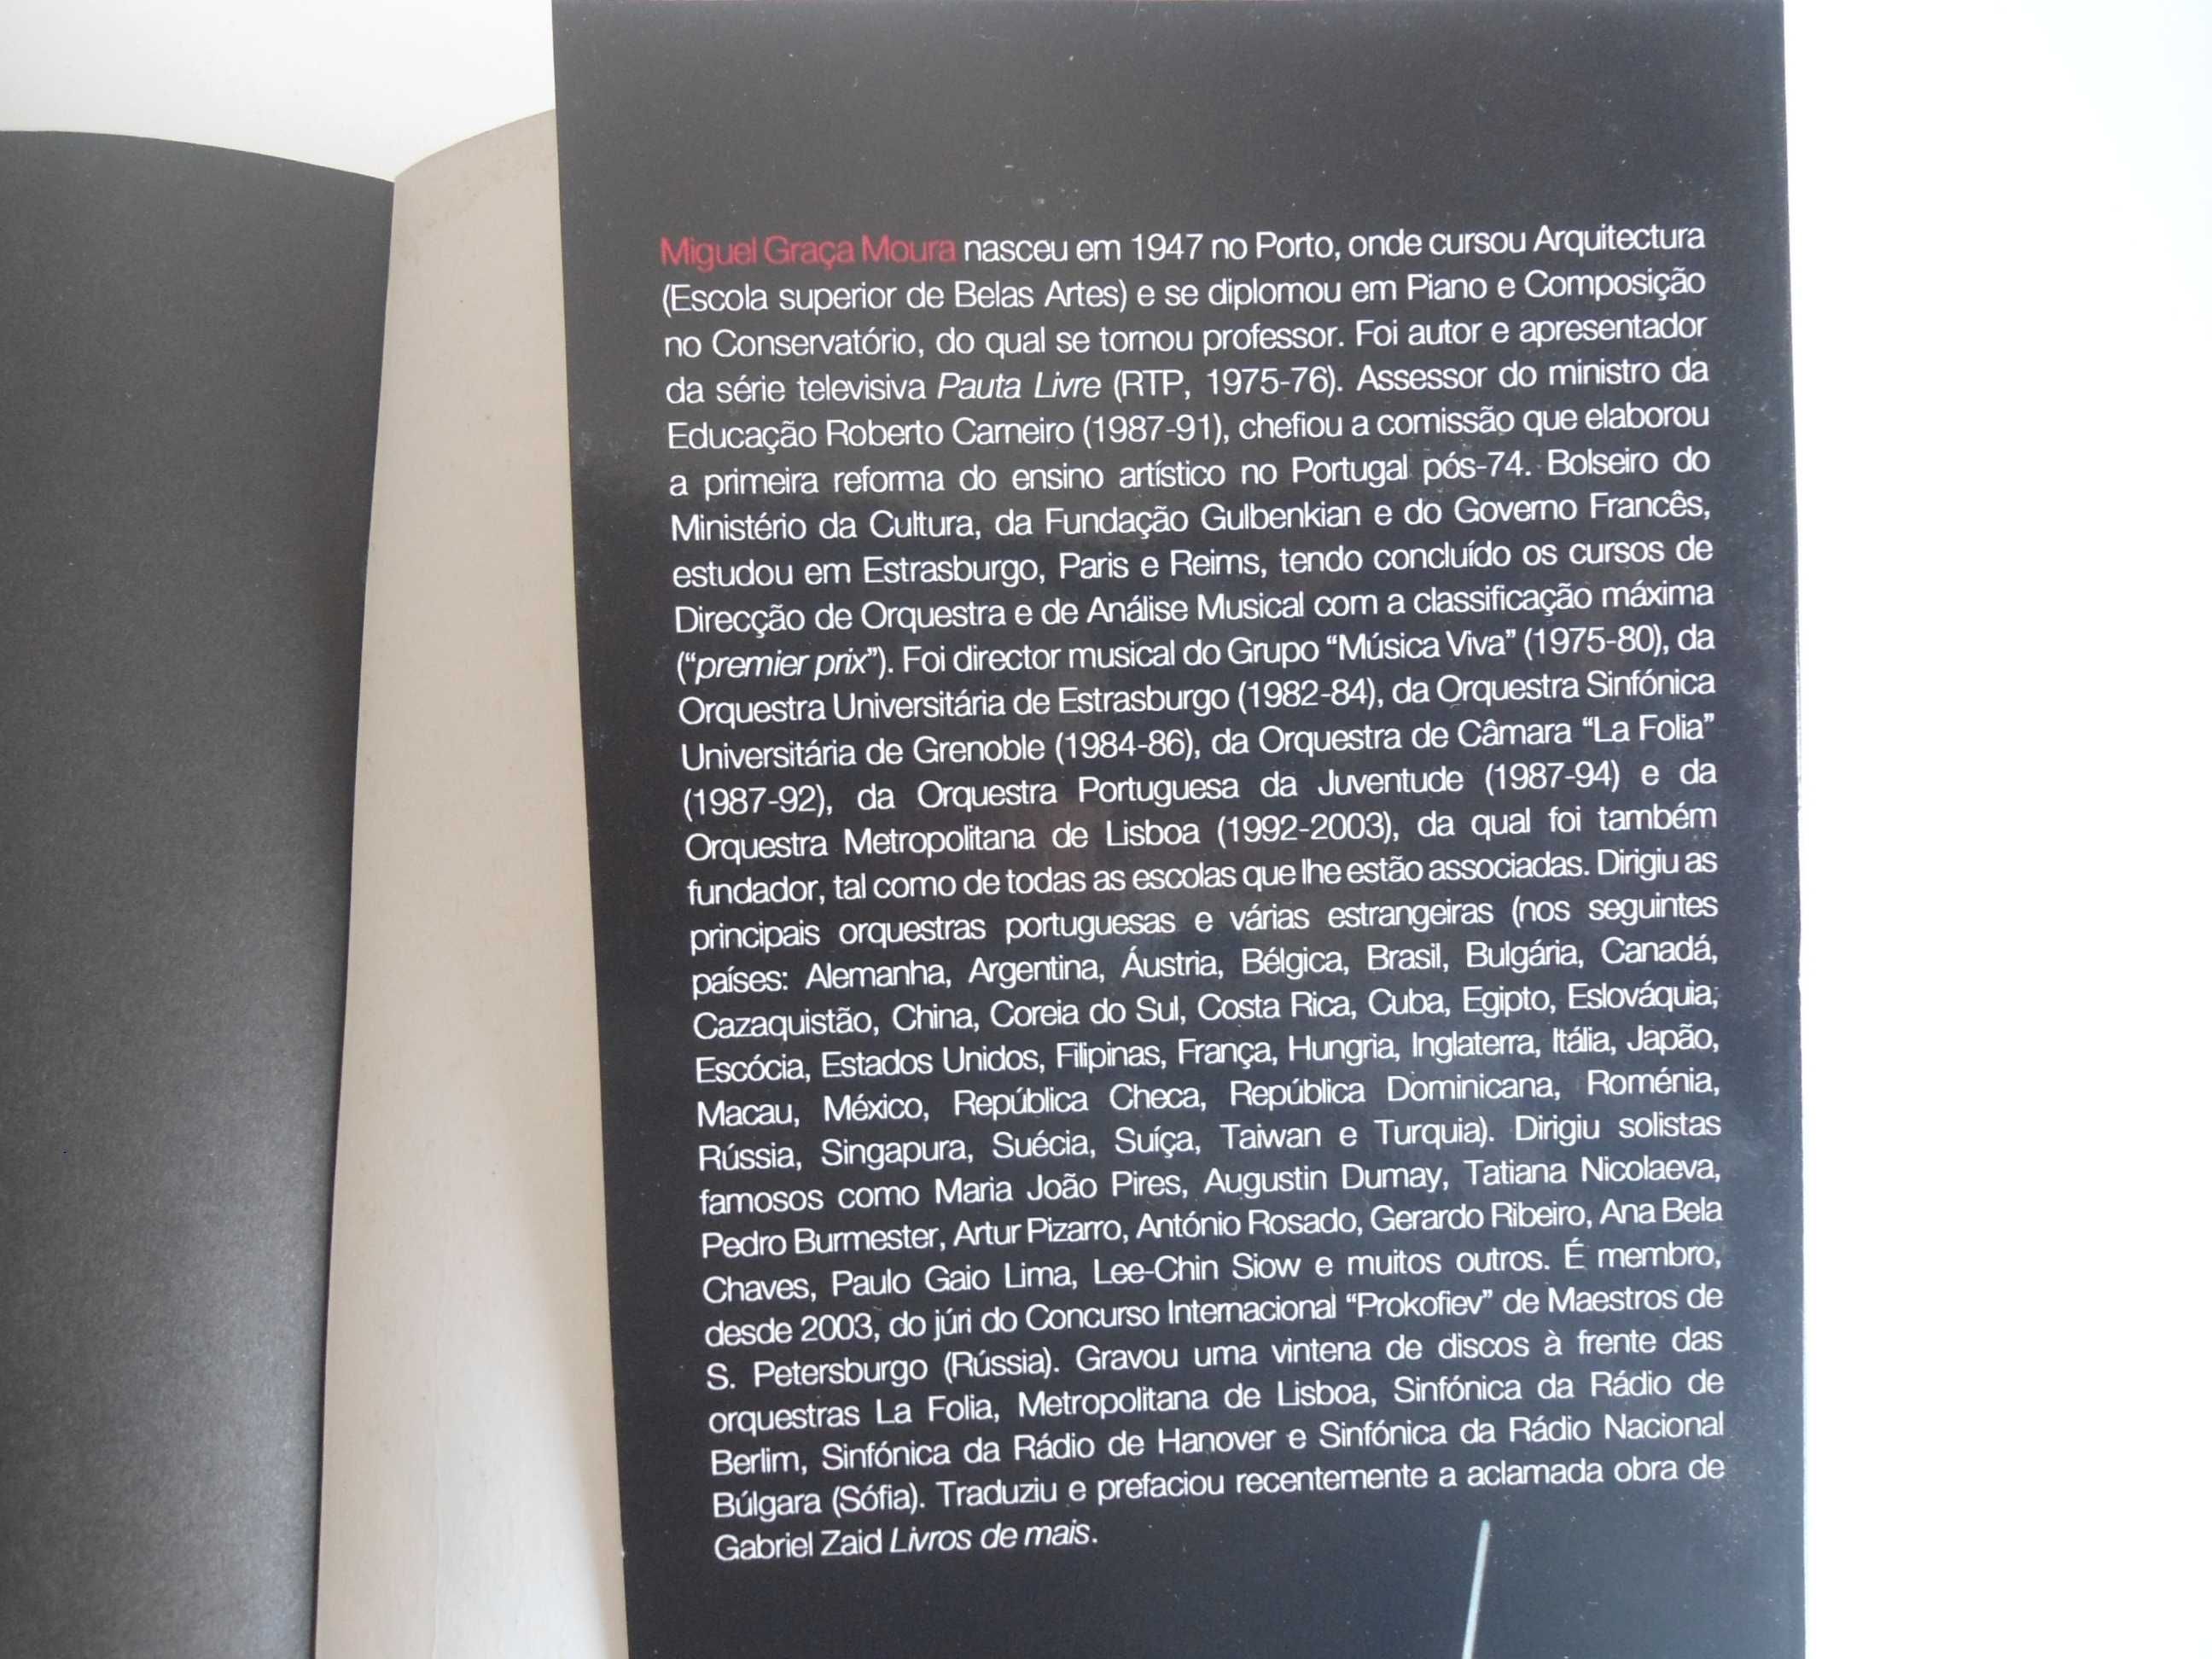 Miguel Graça Moura nasceu em 1947 no Porto, onde cursou Arquitectura
(Escola superior de Belas Artes) e se diplomou em Piano e Composição
no Conservatório, do qual se tornou professor. Foi autor e apresentador
da série televisiva Pauta Livre (RTP, 1975-76). Assessor do ministro da
Educação Roberto Carneiro (1987-91), chefiou a comissão que elaborou
a primeira reforma do ensino artístico no Portugal pós-74. Bolseiro do
Ministério da Cultura, da Fundação Gulbenkian e do Governo Francês,
estudou em Estrasburgo, Paris e Reims, tendo concluído os cursos de
Direcção de Orquestra e de Análise Musical com a classificação máxima
(“premier prix”). Foi director musical do Grupo “Música Viva” (1975-80), da
Orquestra Universitária de Estrasburgo (1982-84), da Orquestra Sinfónica
Universitária de Grenoble (1984-86), da Orquestra de Câmara “La Folia”
(1987-92), da Orquestra Portuguesa da Juventude (1987-94) e da
Orquestra Metropolitana de Lisboa (1992-2003), da qual foi também
fundador, tal como de todas as escolas que lhe estão associadas. Dirigiu as
principais orquestras portuguesas e várias estrangeiras (nos seguintes
países: Alemanha, Argentina, Áustria, Bélgica, Brasil, Bulgária, Canadá,
Cazaquistão, China, Coreia do Sul, Costa Rica, Cuba, Egipto, Eslováquia,
Escócia, Estados Unidos, Filipinas, França, Hungria, Inglaterra, Itália, Japão,
Macau, México, República Checa, República Dominicana, Roménia,
Rússia, Singapura, Suécia, Suíça, Taiwan e Turquia). Dirigiu solistas
famosos como Maria João Pires, Augustin Dumay, Tatiana Nicolaeva,
Pedro Burmester, Artur Pizarro, António Rosado, Gerardo Ribeiro, Ana Bela
Chaves, Paulo Gaio Lima, Lee-Chin Siow e muitos outros. É membro,
desde 2003, do júri do Concurso Internacional “Prokofiev” de Maestros de
S. Petersburgo (Rússia). Gravou uma vintena de discos à frente das
orquestras La Folia, Metropolitana de Lisboa, Sinfónica da Rádio de
Berlim, Sinfónica da Rádio de Hanover e Sinfónica da Rádio Nacional
Búlgara (Sófia). Traduziu e prefaciou recentemente a aclamada obra de
Gabriel Zaid Livros de mais.